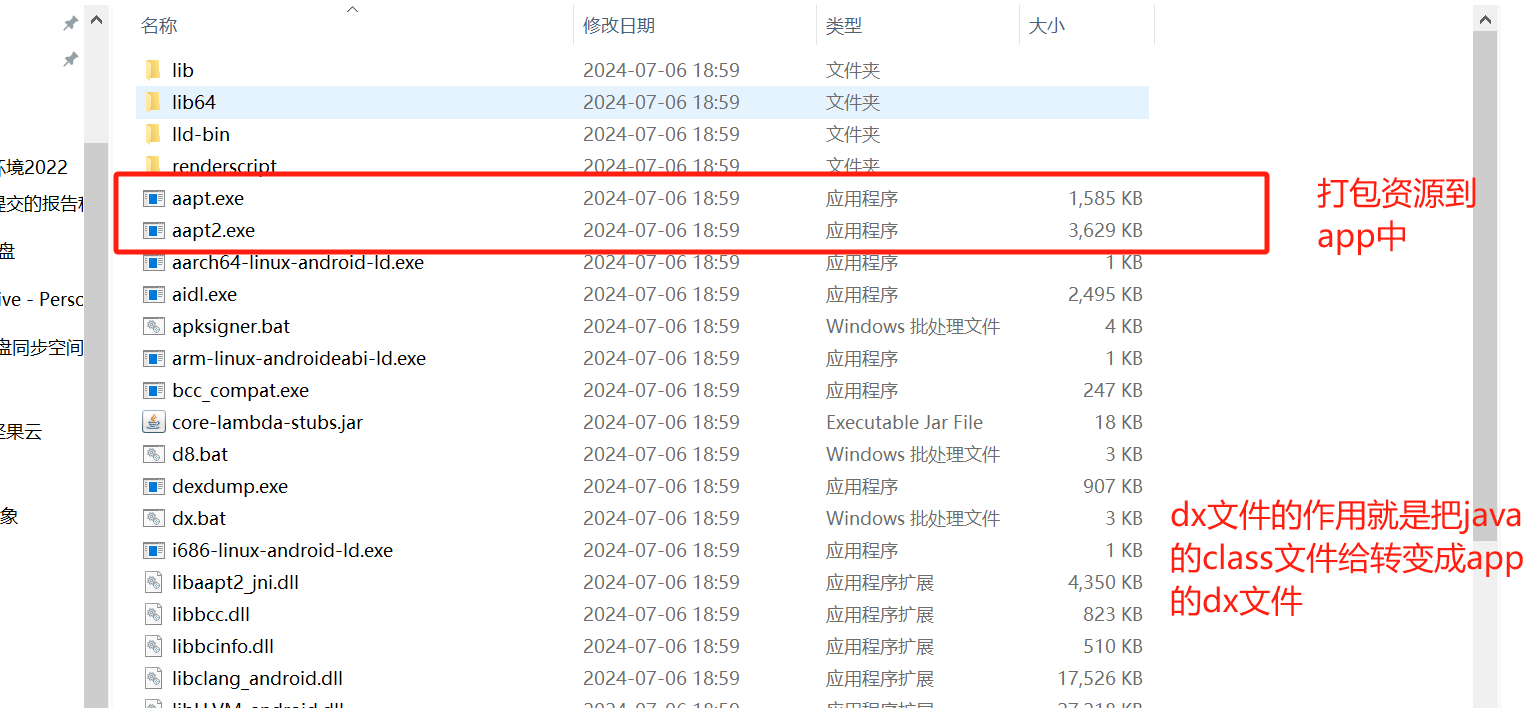 名称 修改日期 类型 大小
lib 2024-07-06 18:59 文件夹
lib64 2024-07-06 18:59 文件夹
lld-bin 2024-07-06 18:59 文件夹
renderscript 2024-07-06 18:59 文件夹
aapt.exe 2024-07-06 18:59 应用程序 1,585 KB
aapt2.exe 2024-07-06 18:59 应用程序 3,629 KB
aarch64-linux-android-ld.exe 2024-07-06 18:59 应用程序 1 KB
aidl.exe 2024-07-06 18:59 应用程序 2,495 KB
apksigner.bat 2024-07-06 18:59 Windows 批处理文件 4 KB
arm-linux-androideabi-ld.exe 2024-07-06 18:59 应用程序 1 KB
bcc_compat.exe 2024-07-06 18:59 应用程序 247 KB
core-lambda-stubs.jar 2024-07-06 18:59 Executable Jar File 18 KB
d8.bat 2024-07-06 18:59 Windows 批处理文件 3 KB
dexdump.exe 2024-07-06 18:59 应用程序 907 KB
dx.bat 2024-07-06 18:59 Windows 批处理文件 3 KB
i686-linux-android-ld.exe 2024-07-06 18:59 应用程序 1 KB
libaapt2_jni.dll 2024-07-06 18:59 应用程序扩展 4,350 KB
libbcc.dll 2024-07-06 18:59 应用程序扩展 823 KB
libbcinfo.dll 2024-07-06 18:59 应用程序扩展 510 KB
libclang_android.dll 2024-07-06 18:59 应用程序扩展 17,526 KB
环境2022
提交的报告和
盘
ive - Perso
盘同步空间
坚果云
象
打包资源到
app中
dx文件的作用就是把java
的class文件给转变成app
的dx文件